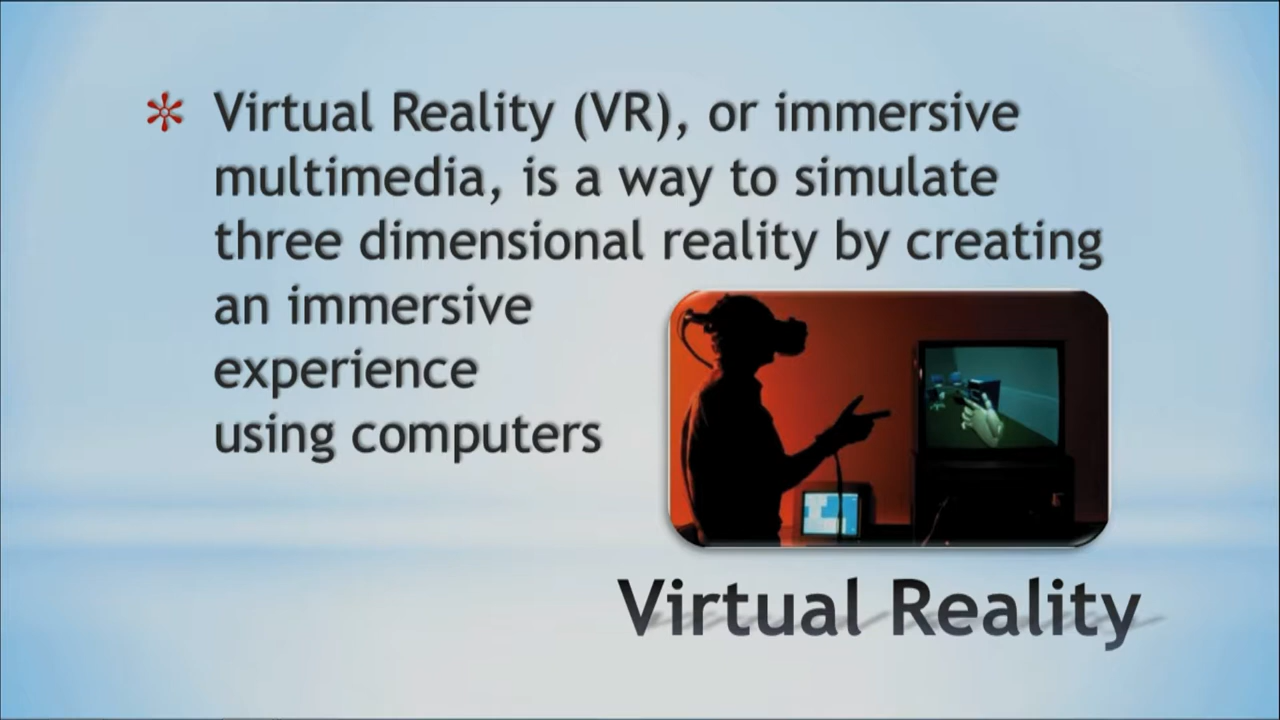 Virtual Reality (VR), or immersive
multimedia, is a way to simulate
three dimensional reality by creating
an immersive
experience
using computers
Virtual Reality